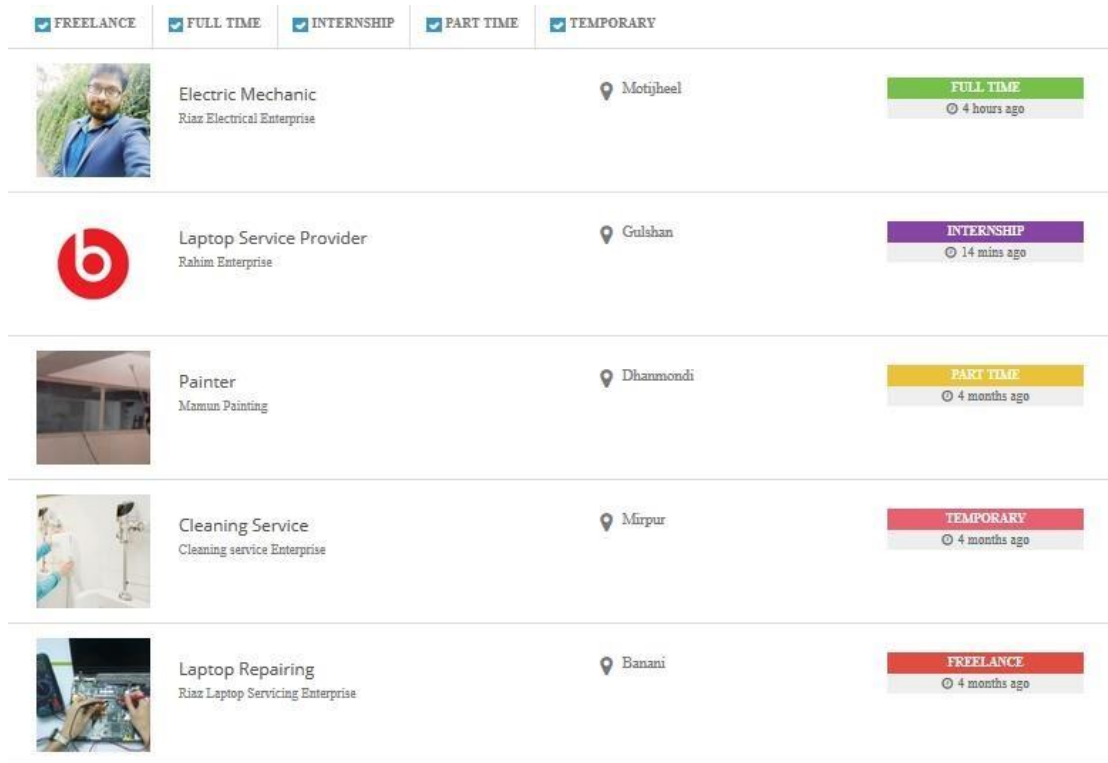 FREELANCE FULL TIME INTERNSHIP PART TIME TEMPORARY
Electric Mechanic
Riaz Electrical Enterprise
Motijheel
FULL TIME
4 hours ago
b
Laptop Service Provider
Rahim Enterprise
Gulshan
INTERNSHIP
14 mins ago
Painter
Mamun Painting
Dhanmondi
PART TIME
4 months ago
Cleaning Service
Cleaning service Enterprise
Mirpur
TEMPORARY
4 months ago
Laptop Repairing
Riaz Laptop Servicing Enterprise
Banani
FREELANCE
4 months ago